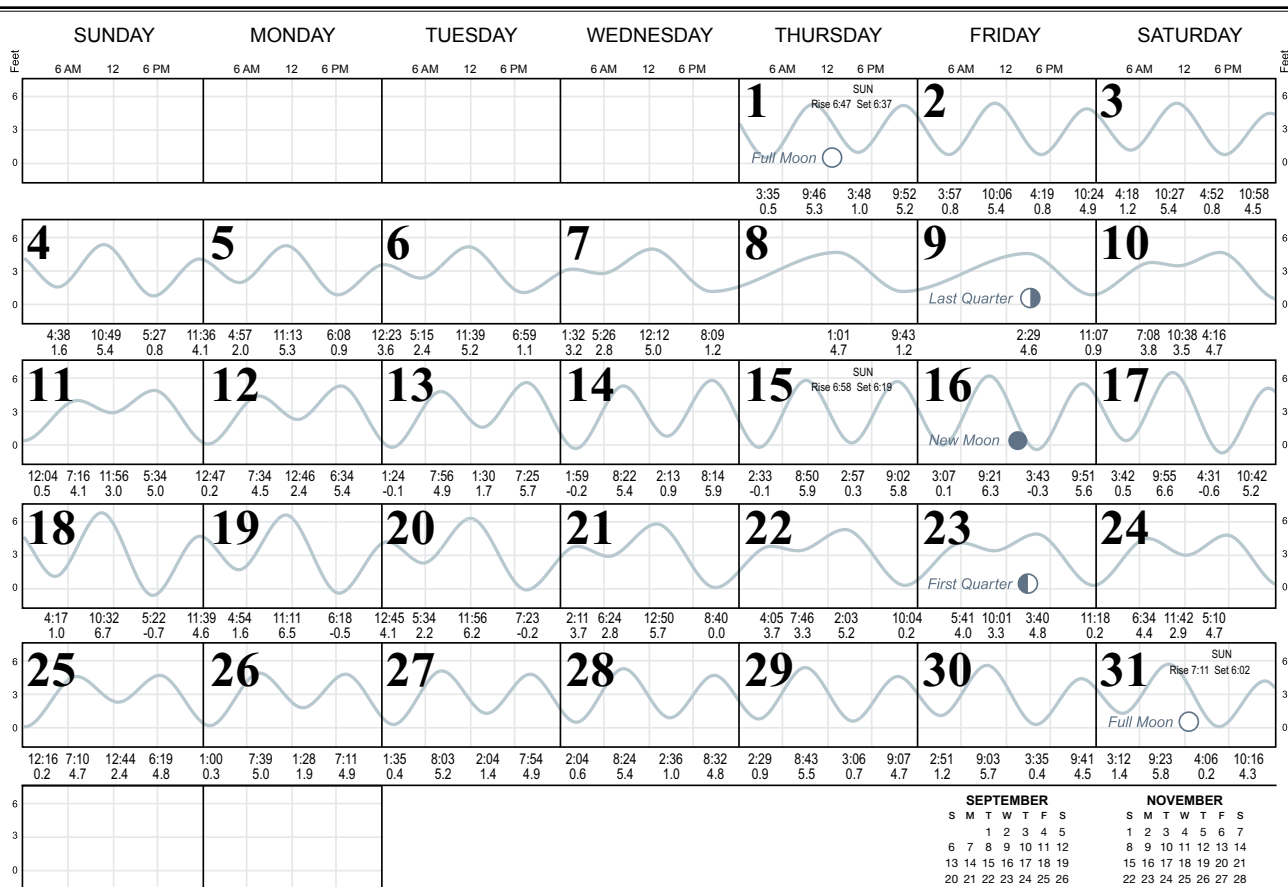 SUNDAY MONDAY TUESDAY WEDNESDAY THURSDAY FRIDAY SATURDAY
Feet 6 AM 12 6 PM 6 AM 12 6 PM 6 AM 12 6 PM 6 AM 12 6 PM 6 AM 12 6 PM 6 AM 12 6 PM 6 AM 12 6 PM Feet
6 1 SUN 2 3 6
Rise 6:47 Set 6:37
3 3
Full Moon
0 0
3:35 9:46 3:48 9:52 3:57 10:06 4:19 10:24 4:18 10:27 4:52 10:58
0.5 5.3 1.0 5.2 0.8 5.4 0.8 4.9 1.2 5.4 0.8 4.5
6 4 5 6 7 8 9 10 6
3 3
Last Quarter
0 0
4:38 10:49 5:27 11:36 4:57 11:13 6:08 12:23 5:15 11:39 6:59 1:32 5:26 12:12 8:09 1:01 9:43 2:29 11:07 7:08 10:38 4:16
1.6 5.4 0.8 4.1 2.0 5.3 0.9 3.6 2.4 5.2 1.1 3.2 2.8 5.0 1.2 4.7 1.2 4.6 0.9 3.8 3.5 4.7
6 11 12 13 14 15 SUN 16 17 6
Rise 6:58 Set 6:19
3 3
New Moon
0 0
12:04 7:16 11:56 5:34 12:47 7:34 12:46 6:34 1:24 7:56 1:30 7:25 1:59 8:22 2:13 8:14 2:33 8:50 2:57 9:02 3:07 9:21 3:43 9:51 3:42 9:55 4:31 10:42
0.5 4.1 3.0 5.0 0.2 4.5 2.4 5.4 -0.1 4.9 1.7 5.7 -0.2 5.4 0.9 5.9 -0.1 5.9 0.3 5.8 0.1 6.3 -0.3 5.6 0.5 6.6 -0.6 5.2
6 18 19 20 21 22 23 24 6
3 3
First Quarter
0 0
4:17 10:32 5:22 11:39 4:54 11:11 6:18 12:45 5:34 11:56 7:23 2:11 6:24 12:50 8:40 4:05 7:46 2:03 10:04 5:41 10:01 3:40 11:18 6:34 11:42 5:10
1.0 6.7 -0.7 4.6 1.6 6.5 -0.5 4.1 2.2 6.2 -0.2 3.7 2.8 5.7 0.0 3.7 3.3 5.2 0.2 4.0 3.3 4.8 0.2 4.4 2.9 4.7
6 25 26 27 28 29 30 31 SUN 6
Rise 7:11 Set 6:02
3 3
Full Moon
0 0
12:16 7:10 12:44 6:19 1:00 7:39 1:28 7:11 1:35 8:03 2:04 7:54 2:04 8:24 2:36 8:32 2:29 8:43 3:06 9:07 2:51 9:03 3:35 9:41 3:12 9:23 4:06 10:16
0.2 4.7 2.4 4.8 0.3 5.0 1.9 4.9 0.4 5.2 1.4 4.9 0.6 5.4 1.0 4.8 0.9 5.5 0.7 4.7 1.2 5.7 0.4 4.5 1.4 5.8 0.2 4.3
6
3
0
SEPTEMBER
S M T W T F S
1 2 3 4 5
6 7 8 9 10 11 12
13 14 15 16 17 18 19
20 21 22 23 24 25 26
NOVEMBER
S M T W T F S
1 2 3 4 5 6 7
8 9 10 11 12 13 14
15 16 17 18 19 20 21
22 23 24 25 26 27 28